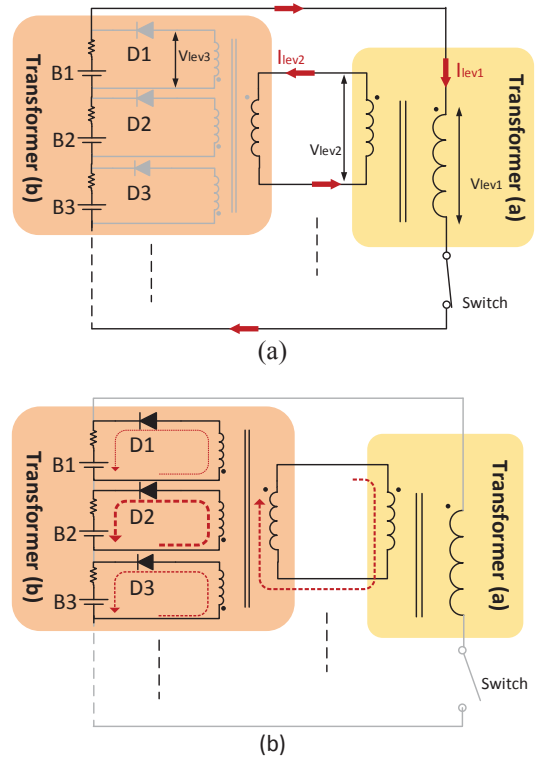 D1
Vlev3
Ilev2
Ilev1
B1
D2
Transformer (b)
B2
Vlev2
Vlev1
Transformer (a)
D3
B3
Switch
(a)
D1
B1
D2
Transformer (b)
B2
Transformer (a)
D3
B3
Switch
(b)